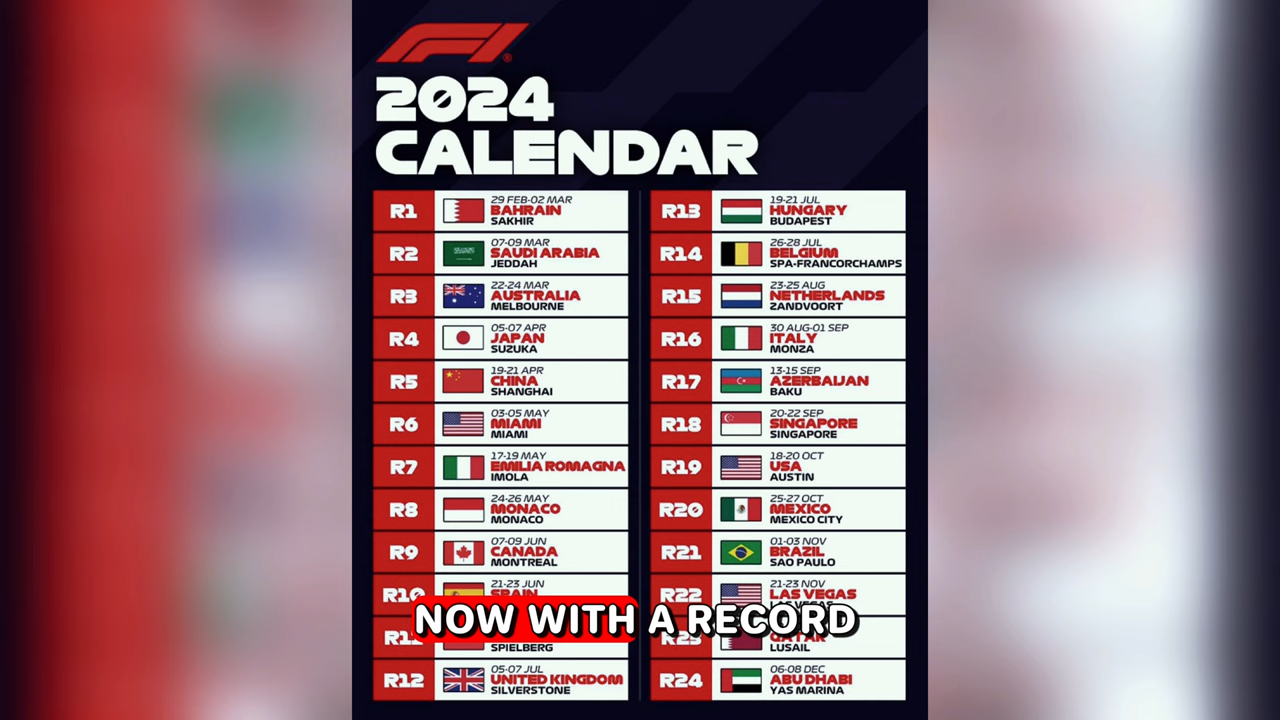 F1
2024
CALENDAR
R1
29 FEB-02 MAR
BAHRAIN
SAKHIR
R2
07-09 MAR
SAUDI ARABIA
JEDDAH
R3
22-24 MAR
AUSTRALIA
MELBOURNE
R4
05-07 APR
JAPAN
SUZUKA
R5
19-21 APR
CHINA
SHANGHAI
R6
03-05 MAY
MIAMI
MIAMI
R7
17-19 MAY
EMILIA ROMAGNA
IMOLA
R8
24-26 MAY
MONACO
MONACO
R9
07-09 JUN
CANADA
MONTREAL
R10
21-23 JUN
SPAIN
SPIELBERG
R12
05-07 JUL
UNITED KINGDOM
SILVERSTONE
R13
19-21 JUL
HUNGARY
BUDAPEST
R14
26-28 JUL
BELGIUM
SPA-FRANCORCHAMPS
R15
23-25 AUG
NETHERLANDS
ZANDVOORT
R16
30 AUG-01 SEP
ITALY
MONZA
R17
13-15 SEP
AZERBAIJAN
BAKU
R18
20-22 SEP
SINGAPORE
SINGAPORE
R19
18-20 OCT
USA
AUSTIN
R20
25-27 OCT
MEXICO
MEXICO CITY
R21
01-03 NOV
BRAZIL
SAO PAULO
R22
21-23 NOV
LAS VEGAS
R23
QATAR
LUSAIL
R24
06-08 DEC
ABU DHABI
YAS MARINA
NOW WITH A RECORD